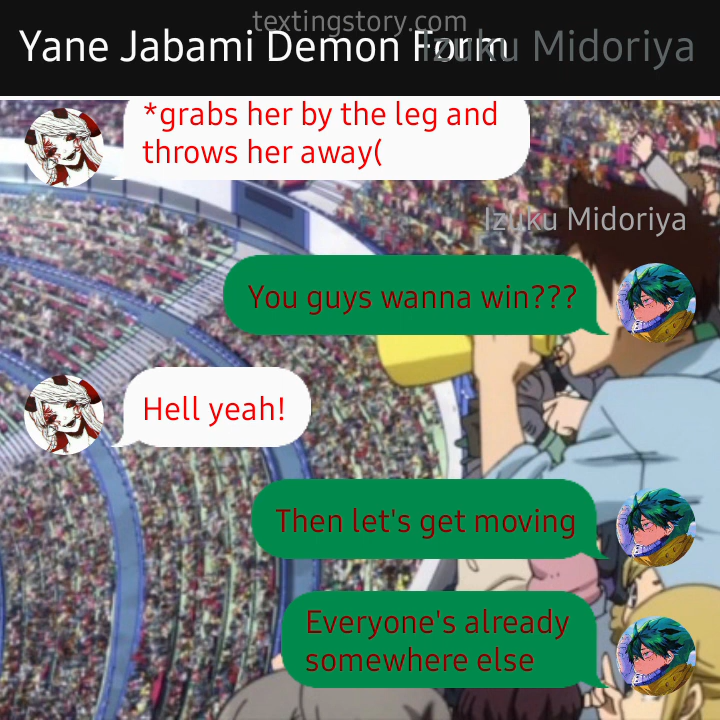 textingstory.com
Yane Jabami Demon Form
Izuku Midoriya
*grabs her by the leg and
throws her away(
Izuku Midoriya
You guys wanna win???
Hell yeah!
Then let's get moving
Everyone's already
somewhere else